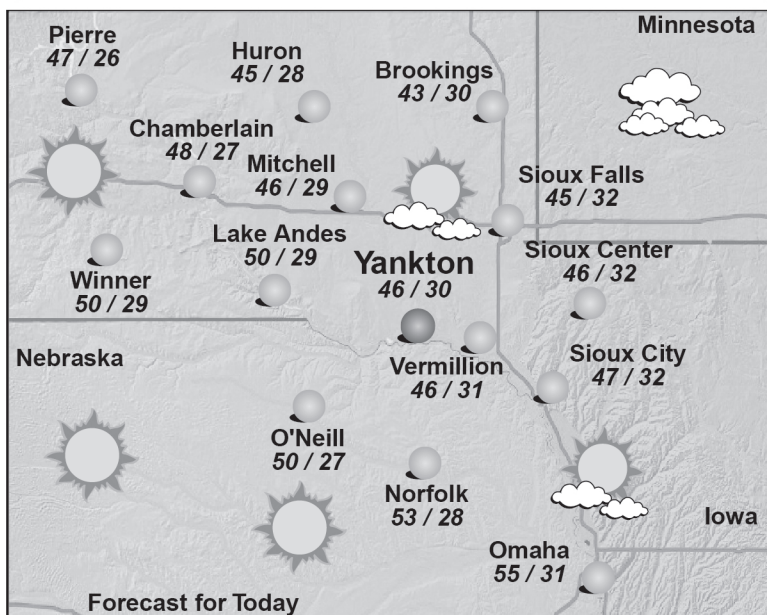 Minnesota
Pierre
47 / 26
Huron
45 / 28
Brookings
43 / 30
Chamberlain
48 / 27
Mitchell
46 / 29
Sioux Falls
45 / 32
Lake Andes
50 / 29
Yankton
46 / 30
Sioux Center
46 / 32
Winner
50 / 29
Nebraska
Vermillion
46 / 31
Sioux City
47 / 32
O'Neill
50 / 27
Norfolk
53 / 28
Iowa
Omaha
55 / 31
Forecast for Today